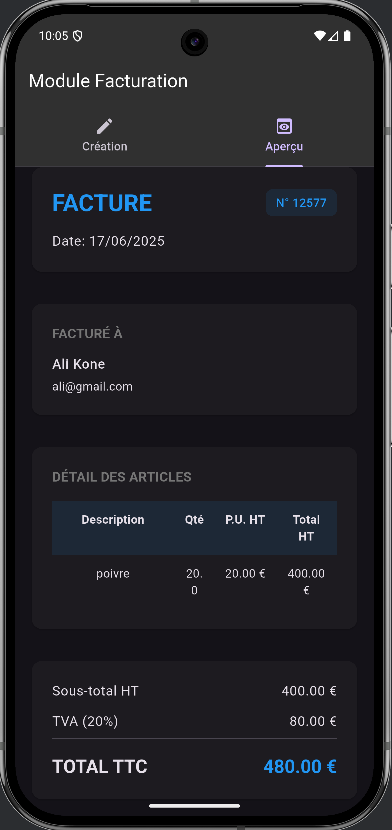 10:05
Module Facturation
Création Aperçu
FACTURE N° 12577
Date: 17/06/2025
FACTURÉ À
Ali Kone
ali@gmail.com
DÉTAIL DES ARTICLES
Description Qté P.U. HT Total
HT
poivre 20. 20.00 € 400.00
0 €
Sous-total HT 400.00 €
TVA (20%) 80.00 €
TOTAL TTC 480.00 €